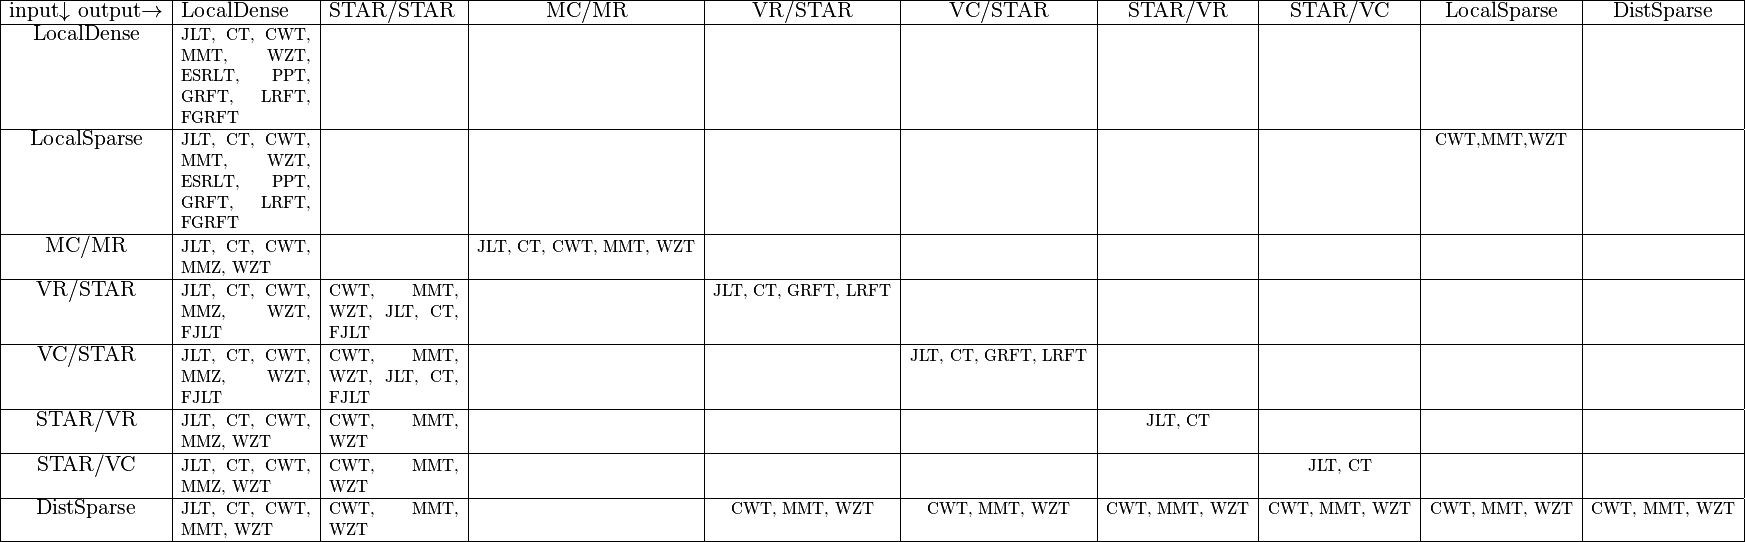 input↓ output→ LocalDense STAR/STAR MC/MR VR/STAR VC/STAR STAR/VR STAR/VC LocalSparse DistSparse
LocalDense JLT, CT, CWT,
MMT, WZT,
ESRLT, PPT,
GRFT, LRFT,
FGRFT
LocalSparse JLT, CT, CWT, CWT,MMT,WZT
MMT, WZT,
ESRLT, PPT,
GRFT, LRFT,
FGRFT
MC/MR JLT, CT, CWT, JLT, CT, CWT, MMT, WZT
MMZ, WZT
VR/STAR JLT, CT, CWT, CWT, MMT, JLT, CT, GRFT, LRFT
MMZ, WZT, WZT, JLT, CT,
FJLT FJLT
VC/STAR JLT, CT, CWT, CWT, MMT, JLT, CT, GRFT, LRFT
MMZ, WZT, WZT, JLT, CT,
FJLT FJLT
STAR/VR JLT, CT, CWT, CWT, MMT, JLT, CT
MMZ, WZT WZT
STAR/VC JLT, CT, CWT, CWT, MMT, JLT, CT
MMZ, WZT WZT
DistSparse JLT, CT, CWT, CWT, MMT, CWT, MMT, WZT CWT, MMT, WZT CWT, MMT, WZT CWT, MMT, WZT CWT, MMT, WZT CWT, MMT, WZT
MMT, WZT WZT